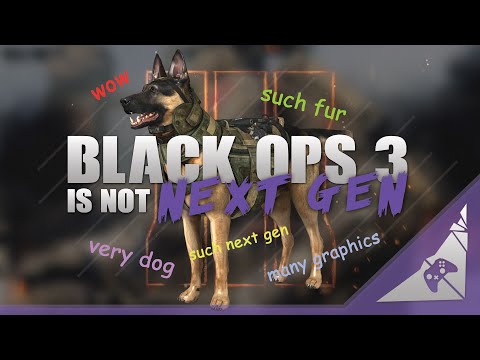 wow
such fur
BLACK OPS 3
IS NOT NEXT GEN
such next gen
very dog
many graphics